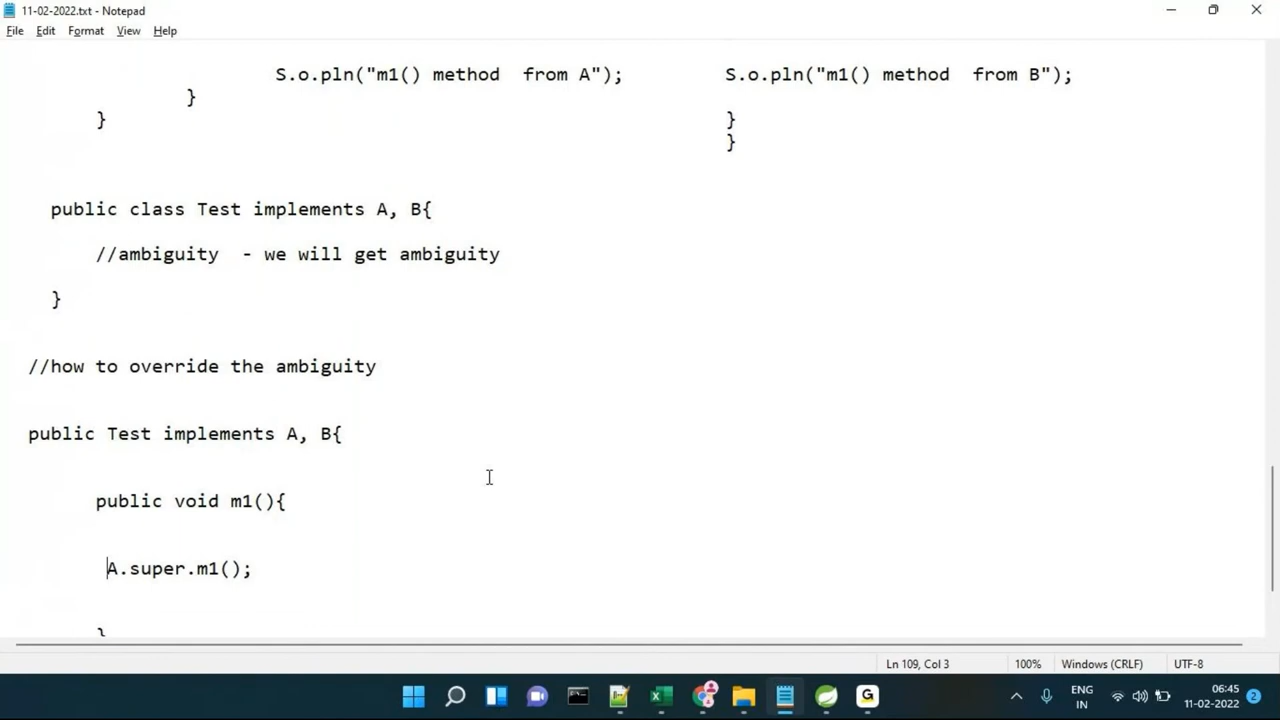 11-02-2022.txt - Notepad
File Edit Format View Help
S.o.pln("m1() method  from A"); S.o.pln("m1() method  from B");
}
} }
}
public class Test implements A, B{
//ambiguity  - we will get ambiguity
}
//how to override the ambiguity
public Test implements A, B{
public void m1(){
A.super.m1();
}
Ln 109, Col 3 100% Windows (CRLF) UTF-8
ENG 06:45
IN 11-02-2022 2
G